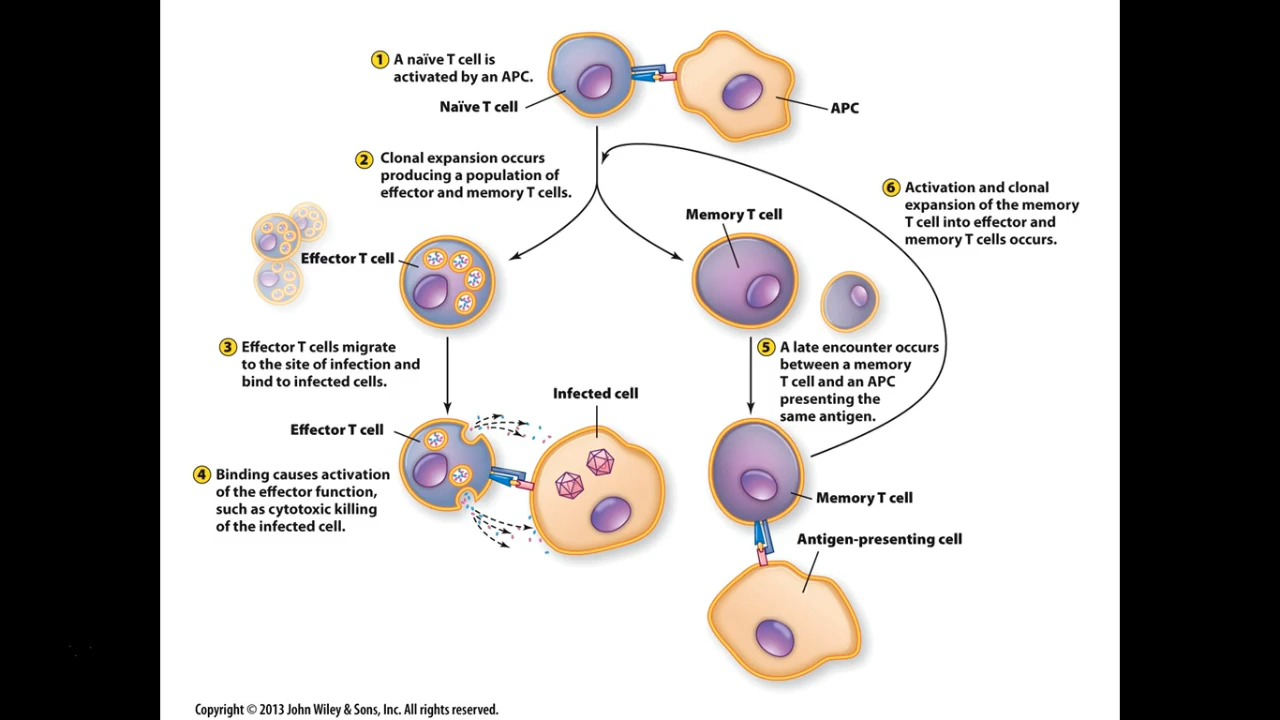 1 A naïve T cell is
activated by an APC.
Naïve T cell
APC
2 Clonal expansion occurs
producing a population of
effector and memory T cells.
6 Activation and clonal
expansion of the memory
T cell into effector and
memory T cells occurs.
Memory T cell
Effector T cell
3 Effector T cells migrate
to the site of infection and
bind to infected cells.
5 A late encounter occurs
between a memory
T cell and an APC
presenting the
same antigen.
Infected cell
Effector T cell
4 Binding causes activation
of the effector function,
such as cytotoxic killing
of the infected cell.
Memory T cell
Antigen-presenting cell
Copyright © 2013 John Wiley & Sons, Inc. All rights reserved.